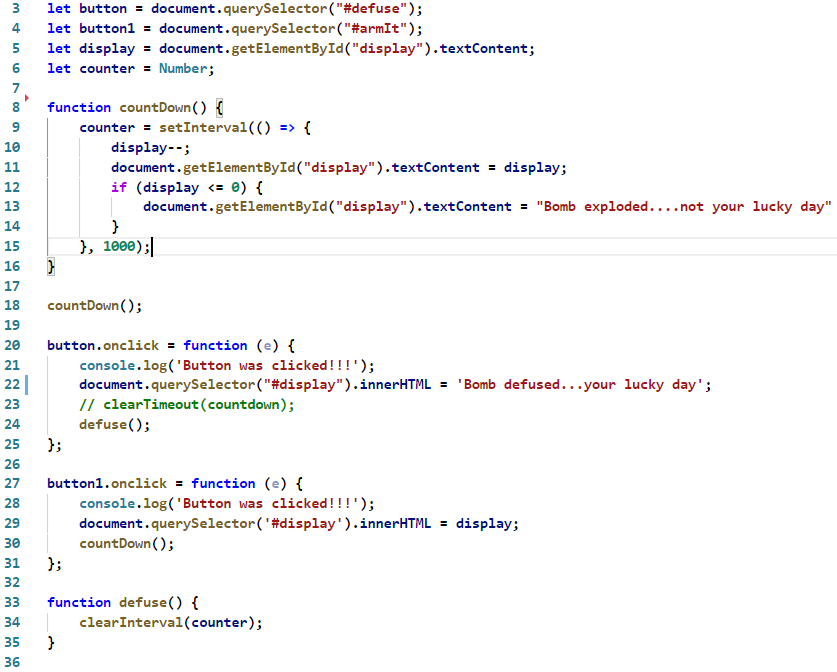 3 let button = document.querySelector("#defuse");
4 let button1 = document.querySelector("#armIt");
5 let display = document.getElementById("display").textContent;
6 let counter = Number;
7
8 function countDown() {
9     counter = setInterval(() => {
10         display--;
11         document.getElementById("display").textContent = display;
12         if (display <= 0) {
13             document.getElementById("display").textContent = "Bomb exploded....not your lucky day"
14         }
15     }, 1000);
16 }
17
18 countDown();
19
20 button.onclick = function (e) {
21     console.log('Button was clicked!!!');
22     document.querySelector("#display").innerHTML = 'Bomb defused...your lucky day';
23     // clearTimeout(countdown);
24     defuse();
25 };
26
27 button1.onclick = function (e) {
28     console.log('Button was clicked!!!');
29     document.querySelector('#display').innerHTML = display;
30     countDown();
31 };
32
33 function defuse() {
34     clearInterval(counter);
35 }
36